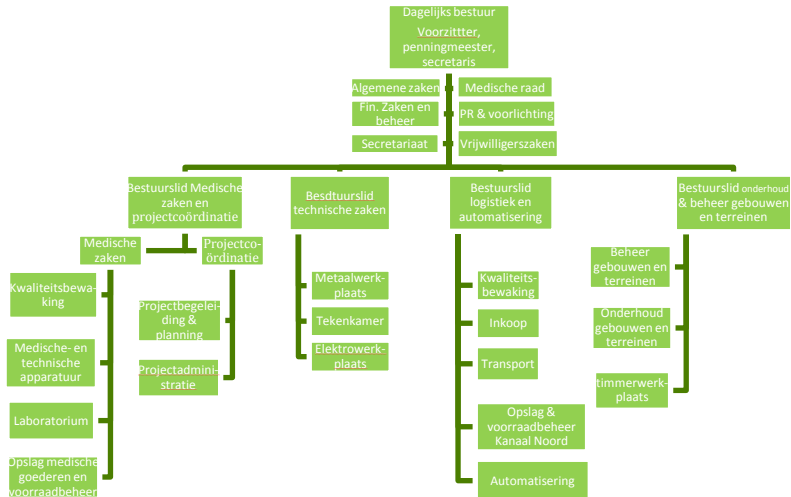 Dagelijks bestuur
Voorzittter,
penningmeester,
secretaris
Algemene zaken
Medische raad
Fin. Zaken en
beheer
PR & voorlichting
Secretariaat
Vrijwilligerszaken
Bestuurslid Medische
zaken en
projectcoördinatie
Besdtuurslid
technische zaken
Bestuurslid
logistiek en
automatisering
Bestuurslid onderhoud
& beheer gebouwen
en terreinen
Medische
zaken
Projectco-
ördinatie
Kwaliteitsbewa-
king
Medische- en
technische
apparatuur
Laboratorium
Opslag medische
goederen en
voorraadbeheer
Projectbegelei-
ding &
planning
Projectadmini-
stratie
Metaalwerk-
plaats
Tekenkamer
Elektrowerk-
plaats
Kwaliteits-
bewaking
Inkoop
Transport
Opslag &
voorraadbeheer
Kanaal Noord
Automatisering
Beheer
gebouwen en
terreinen
Onderhoud
gebouwen en
terreinen
timmerwerk-
plaats